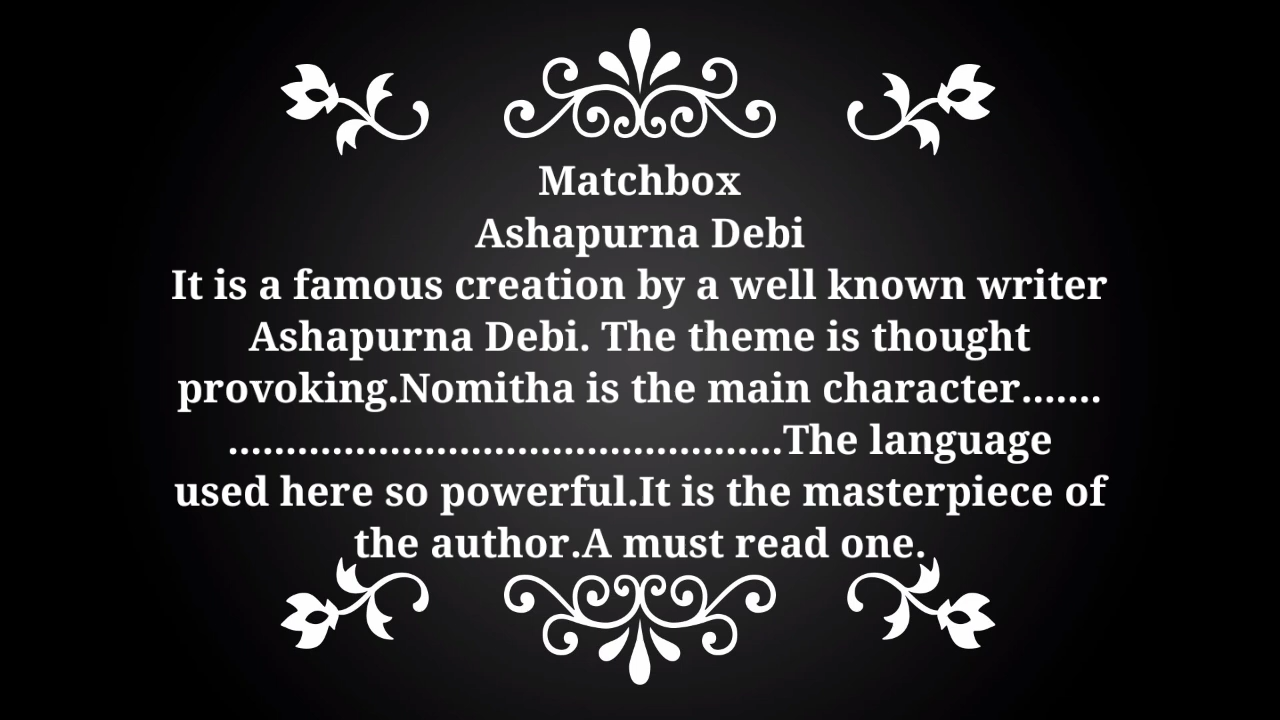 Matchbox
Ashapurna Debi
It is a famous creation by a well known writer
Ashapurna Debi. The theme is thought
provoking.Nomitha is the main character.......
................................................The language
used here so powerful.It is the masterpiece of
the author.A must read one.